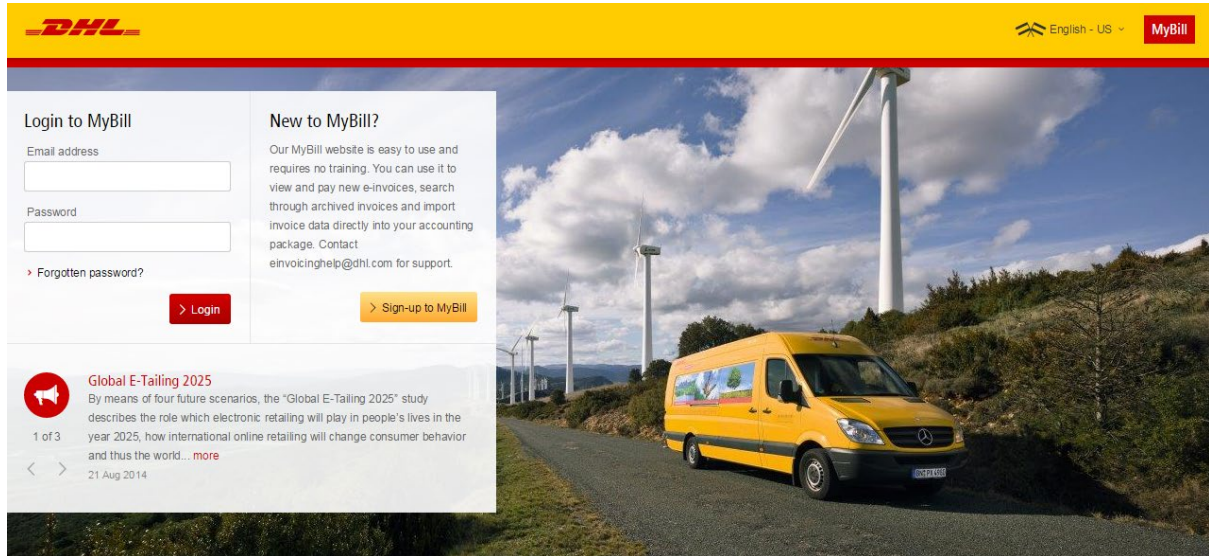 DHL
English - US
MyBill
Login to MyBill
Email address
Password
> Forgotten password?
> Login
New to MyBill?
Our MyBill website is easy to use and
requires no training. You can use it to
view and pay new e-invoices, search
through archived invoices and import
invoice data directly into your accounting
package. Contact
einvoicinghelp@dhl.com for support.
> Sign-up to MyBill
Global E-Tailing 2025
By means of four future scenarios, the “Global E-Tailing 2025” study
describes the role which electronic retailing will play in people’s lives in the
year 2025, how international online retailing will change consumer behavior
and thus the world... more
21 Aug 2014
1 of 3
< >
DHL